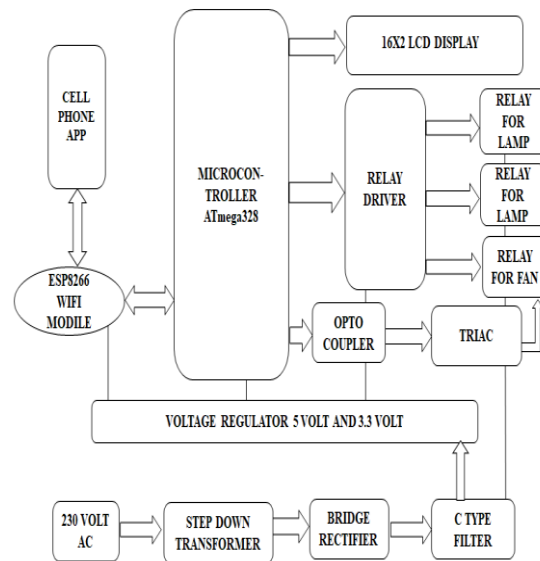 16X2 LCD DISPLAY
CELL
PHONE
APP
RELAY
FOR
LAMP
MICROCON-
TROLLER
ATmega328
RELAY
DRIVER
RELAY
FOR
LAMP
RELAY
FOR FAN
ESP8266
WIFI
MODILE
OPTO
COUPLER
TRIAC
VOLTAGE REGULATOR 5 VOLT AND 3.3 VOLT
230 VOLT
AC
STEP DOWN
TRANSFORMER
BRIDGE
RECTIFIER
C TYPE
FILTER